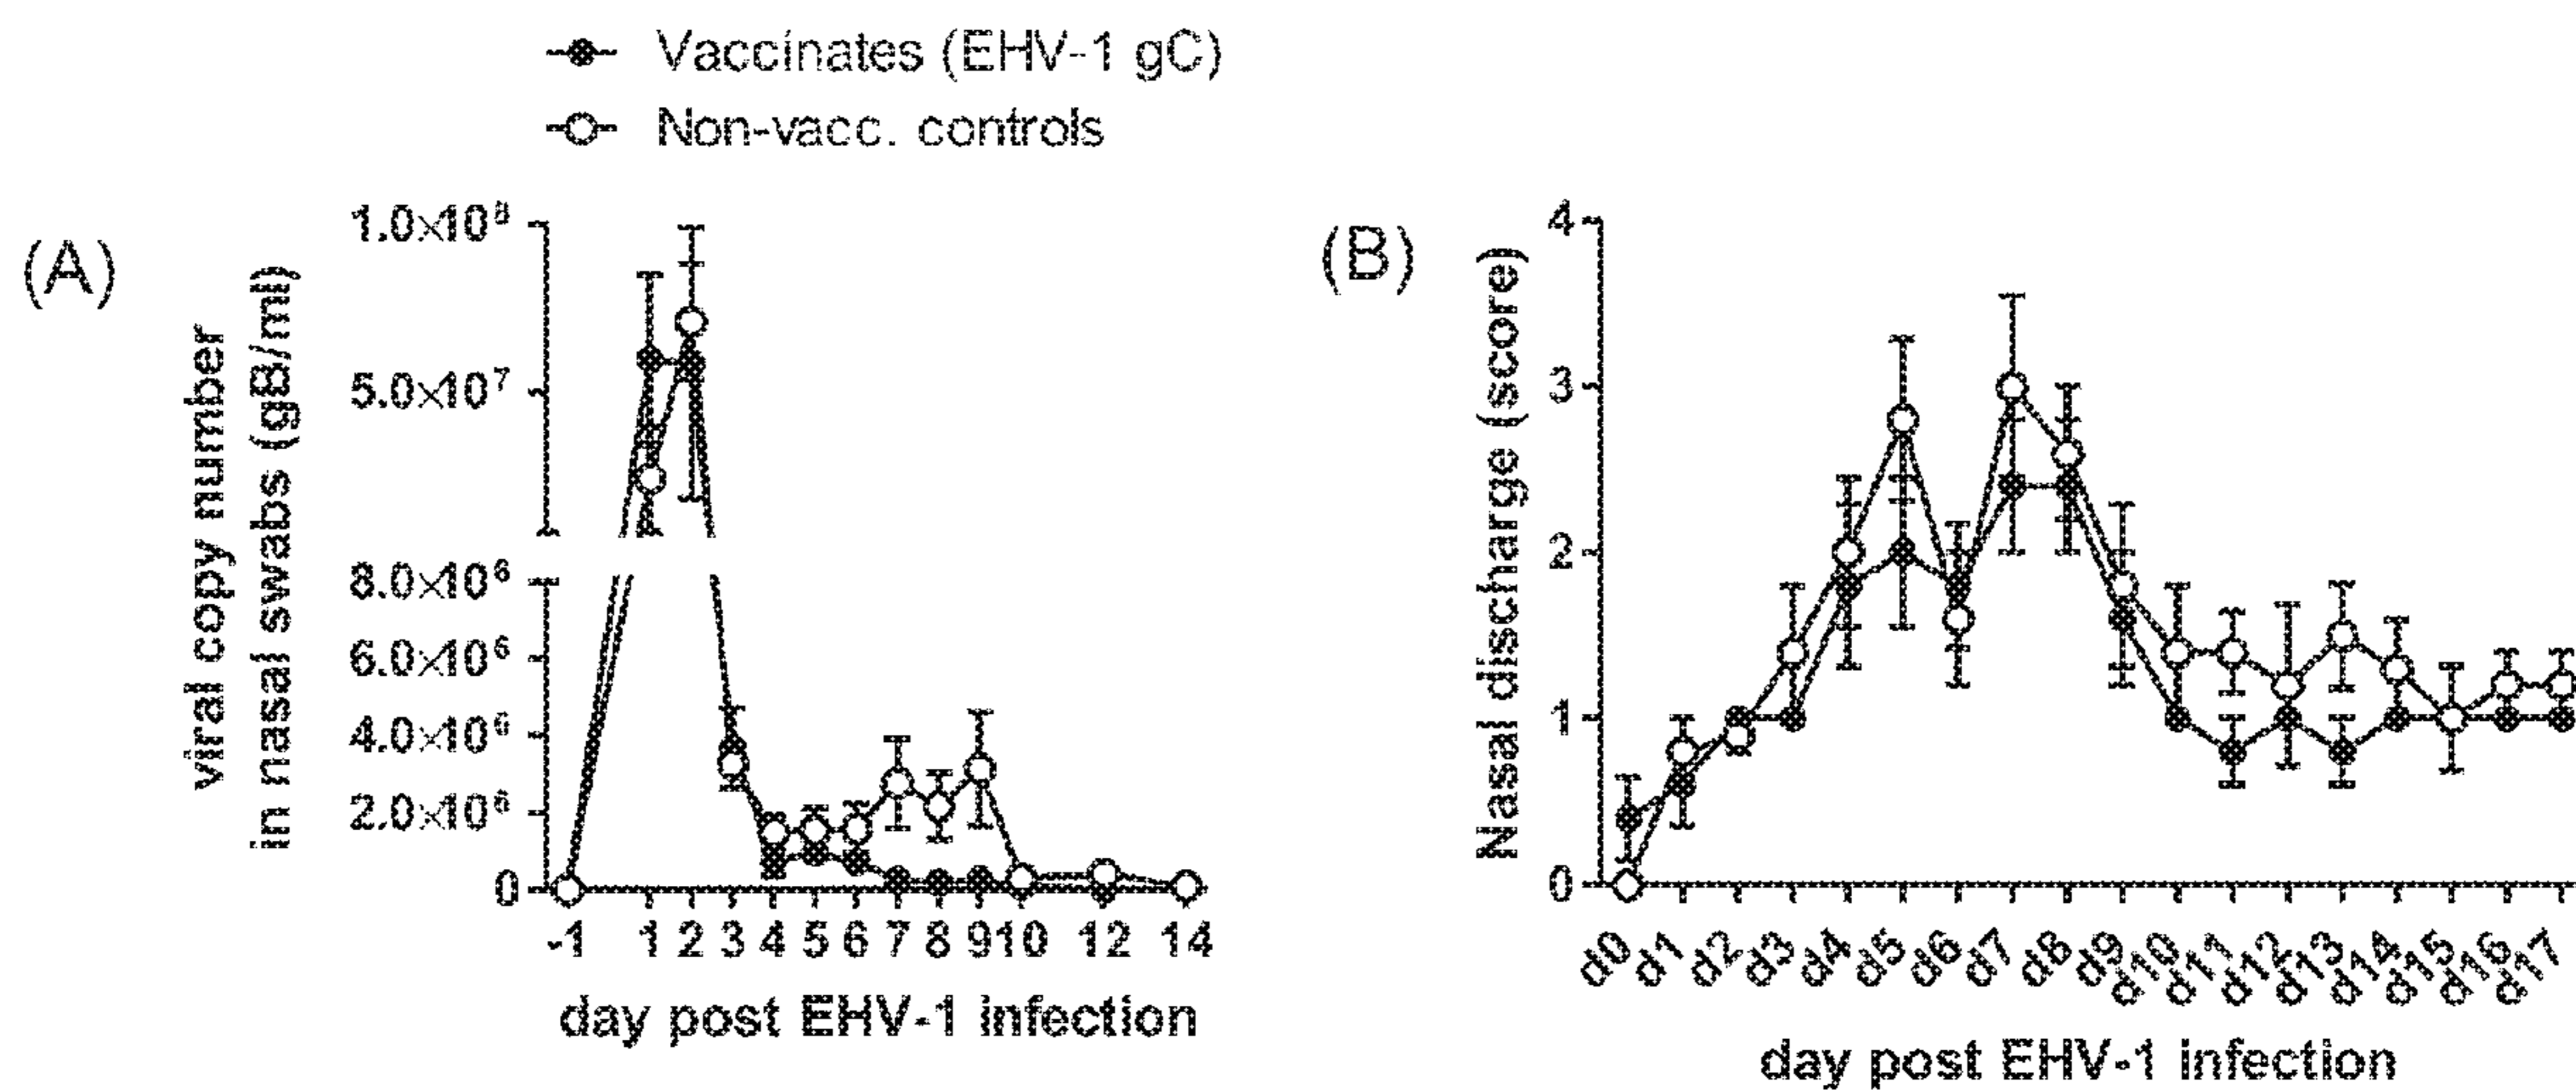 Vaccinates (EHV-1 gC)
Non-vacc. controls
(A)
viral copy number
in nasal swabs (gB/ml)
1.0×10⁸
5.0×10⁷
8.0×10⁶
6.0×10⁶
4.0×10⁶
2.0×10⁶
0
-1 1 2 3 4 5 6 7 8 9 10 12 14
day post EHV-1 infection
(B)
Nasal discharge (score)
4
3
2
1
0
d0 d1 d2 d3 d4 d5 d6 d7 d8 d9 d10 d11 d12 d13 d14 d15 d16 d17
day post EHV-1 infection